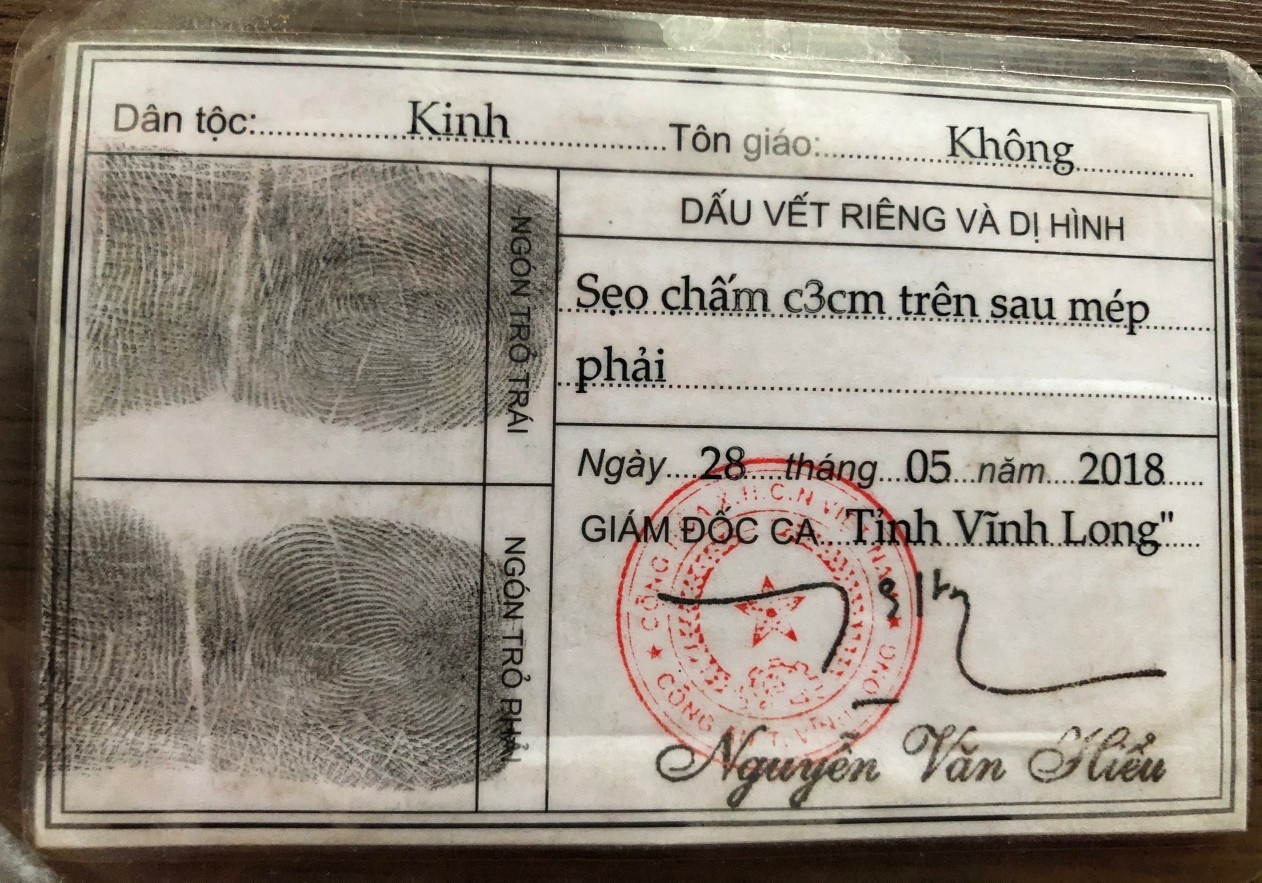 Dân tộc: Kinh Tôn giáo: Không
NGÓN TRỎ TRÁI
NGÓN TRỎ PHẢI
DẤU VẾT RIÊNG VÀ DỊ HÌNH
Sẹo chấm c3cm trên sau mép
phải
Ngày 28 tháng 05 năm 2018
GIÁM ĐỐC CA Tỉnh Vĩnh Long"
Nguyễn Văn Hiếu